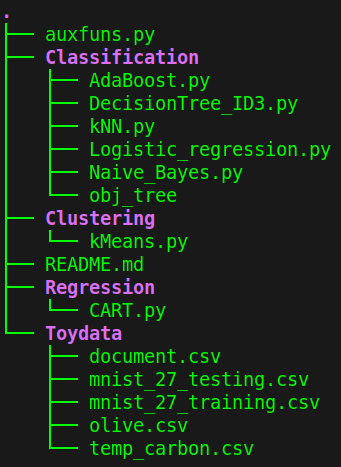 .
├── auxfuns.py
├── Classification
│   ├── AdaBoost.py
│   ├── DecisionTree_ID3.py
│   ├── kNN.py
│   ├── Logistic_regression.py
│   ├── Naive_Bayes.py
│   └── obj_tree
├── Clustering
│   └── kMeans.py
├── README.md
├── Regression
│   └── CART.py
└── Toydata
    ├── document.csv
    ├── mnist_27_testing.csv
    ├── mnist_27_training.csv
    ├── olive.csv
    └── temp_carbon.csv